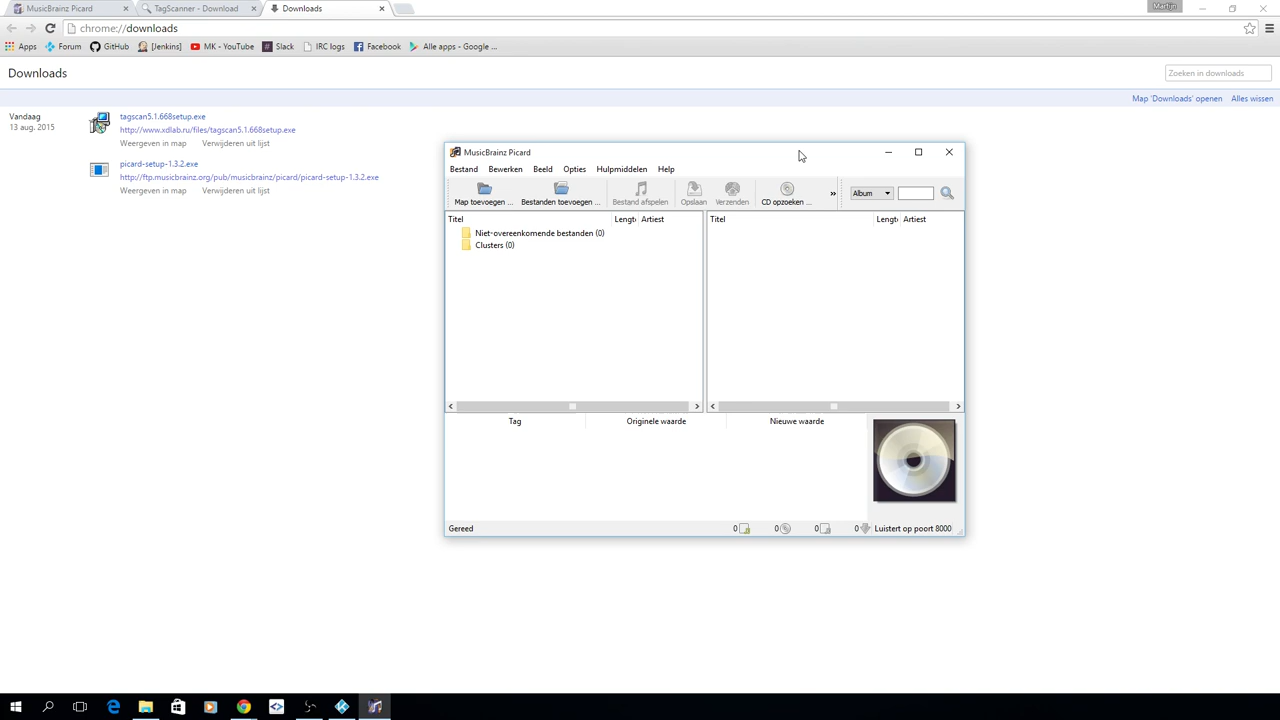 MusicBrainz Picard
TagScanner - Download
Downloads
Martijn
chrome://downloads
Apps
Forum
GitHub
[Jenkins]
MK - YouTube
Slack
IRC logs
Facebook
Alle apps - Google ...
Downloads
Zoeken in downloads
Map 'Downloads' openen
Alles wissen
Vandaag
13 aug. 2015
tagscan5.1.668setup.exe
http://www.xdlab.ru/files/tagscan5.1.668setup.exe
Weergeven in map
Verwijderen uit lijst
picard-setup-1.3.2.exe
http://ftp.musicbrainz.org/pub/musicbrainz/picard/picard-setup-1.3.2.exe
Weergeven in map
Verwijderen uit lijst
MusicBrainz Picard
Bestand
Bewerken
Beeld
Opties
Hulpmiddelen
Help
Map toevoegen ...
Bestanden toevoegen ...
Bestand afspelen
Opslaan
Verzenden
CD opzoeken ...
»
Album
Titel
Lengte
Artiest
Titel
Lengte
Artiest
Niet-overeenkomende bestanden (0)
Clusters (0)
Tag
Originele waarde
Nieuwe waarde
Gereed
0
0
0
0
Luistert op poort 8000